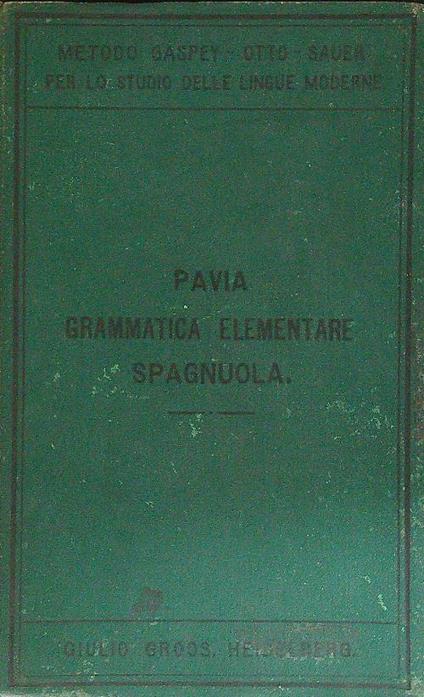 METODO GASPEY - OTTO - SAUER
PER LO STUDIO DELLE LINGUE MODERNE.
PAVIA
GRAMMATICA ELEMENTARE
SPAGNUOLA.
GIULIO GROOS, HEIDELBERG.